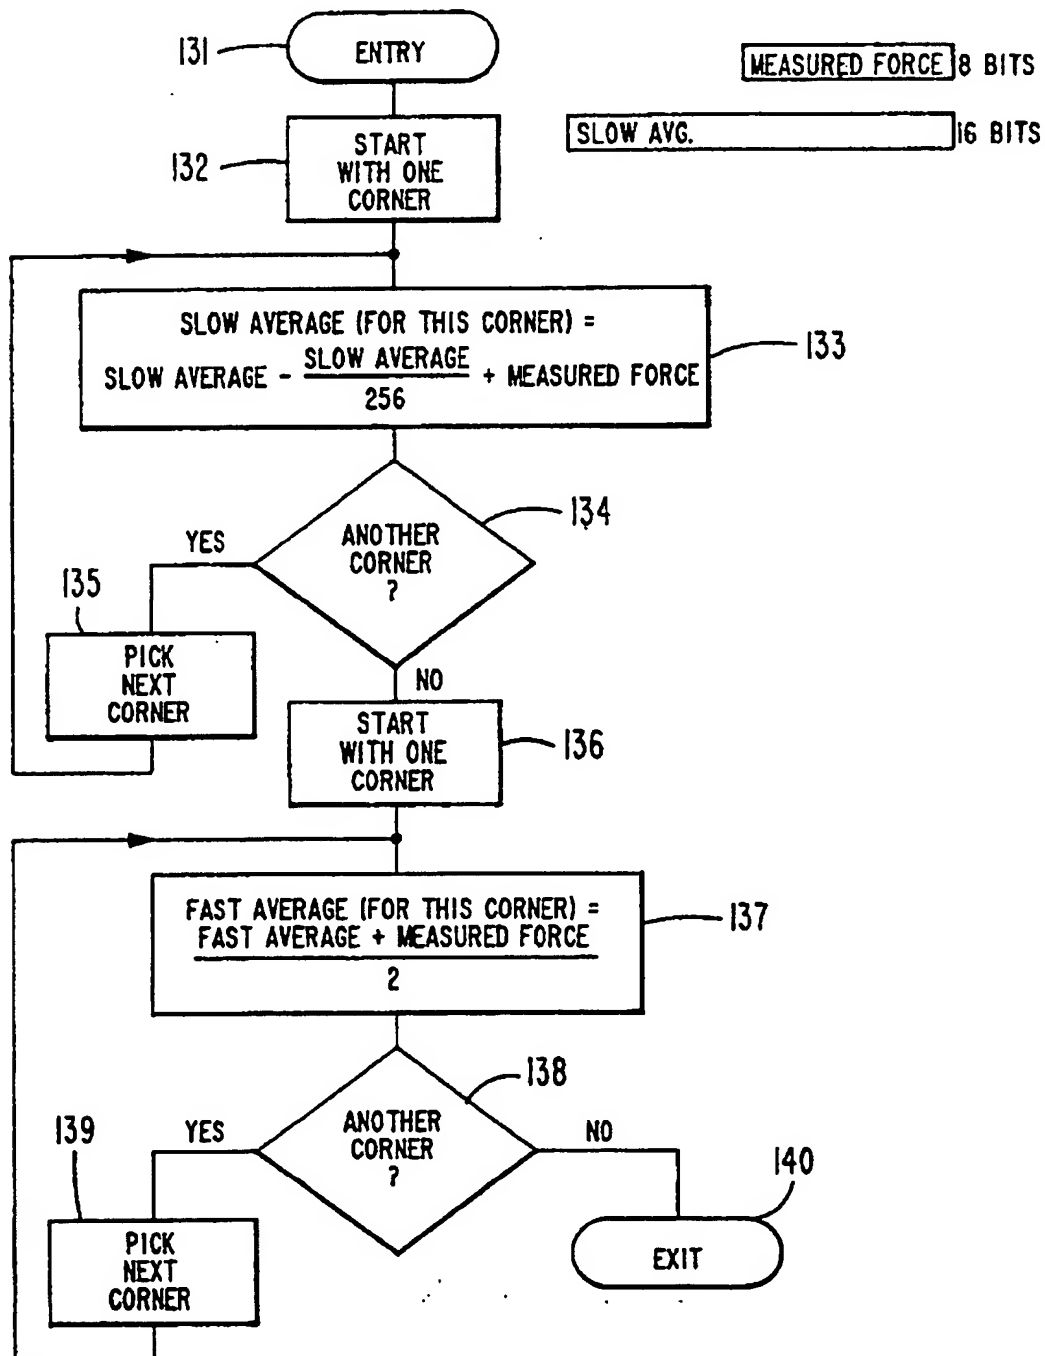 131
ENTRY
MEASURED FORCE 8 BITS
SLOW AVG. 16 BITS
132
START
WITH ONE
CORNER
SLOW AVERAGE (FOR THIS CORNER) =
SLOW AVERAGE - SLOW AVERAGE / 256 + MEASURED FORCE
133
134
ANOTHER
CORNER
?
YES
135
PICK
NEXT
CORNER
NO
START
WITH ONE
CORNER
136
FAST AVERAGE (FOR THIS CORNER) =
FAST AVERAGE + MEASURED FORCE
2
137
138
ANOTHER
CORNER
?
YES
NO
139
PICK
NEXT
CORNER
140
EXIT